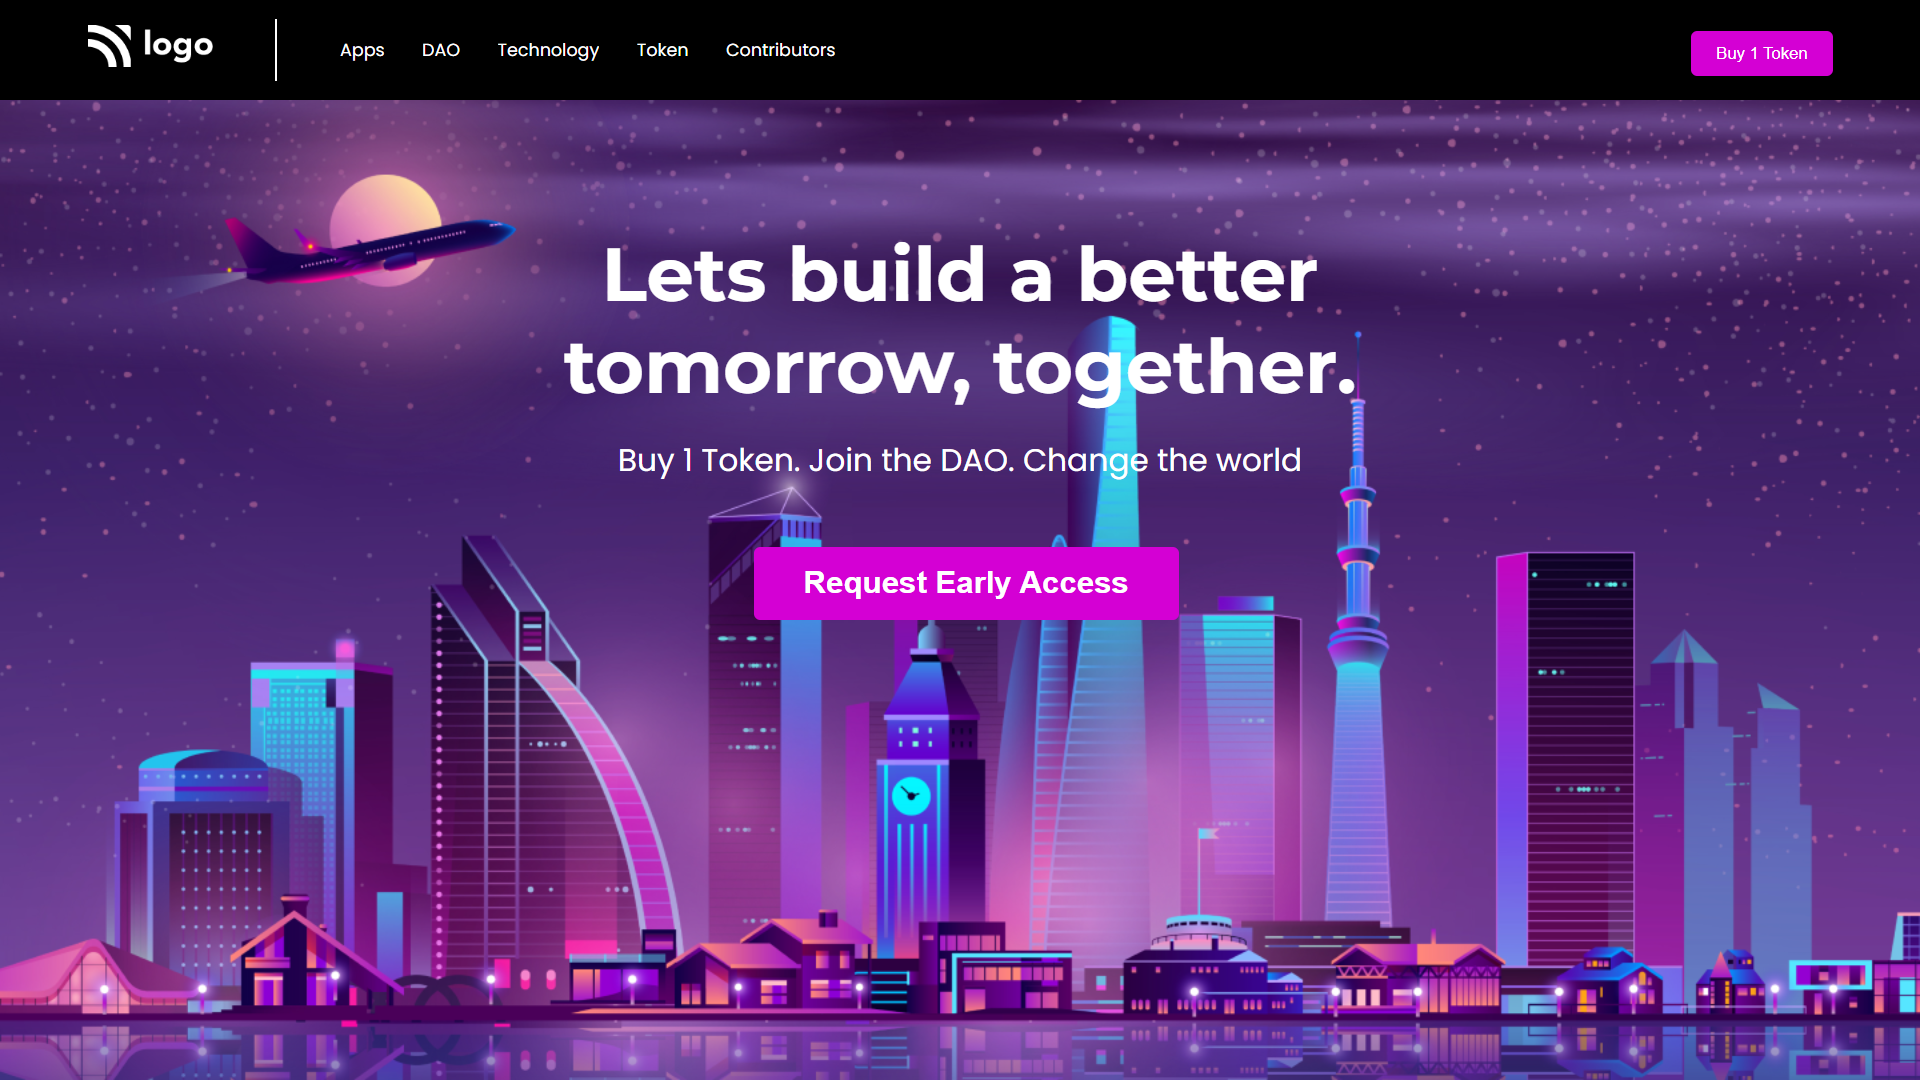 logo
Apps DAO Technology Token Contributors
Buy 1 Token
Lets build a better
tomorrow, together.
Buy 1 Token. Join the DAO. Change the world
Request Early Access